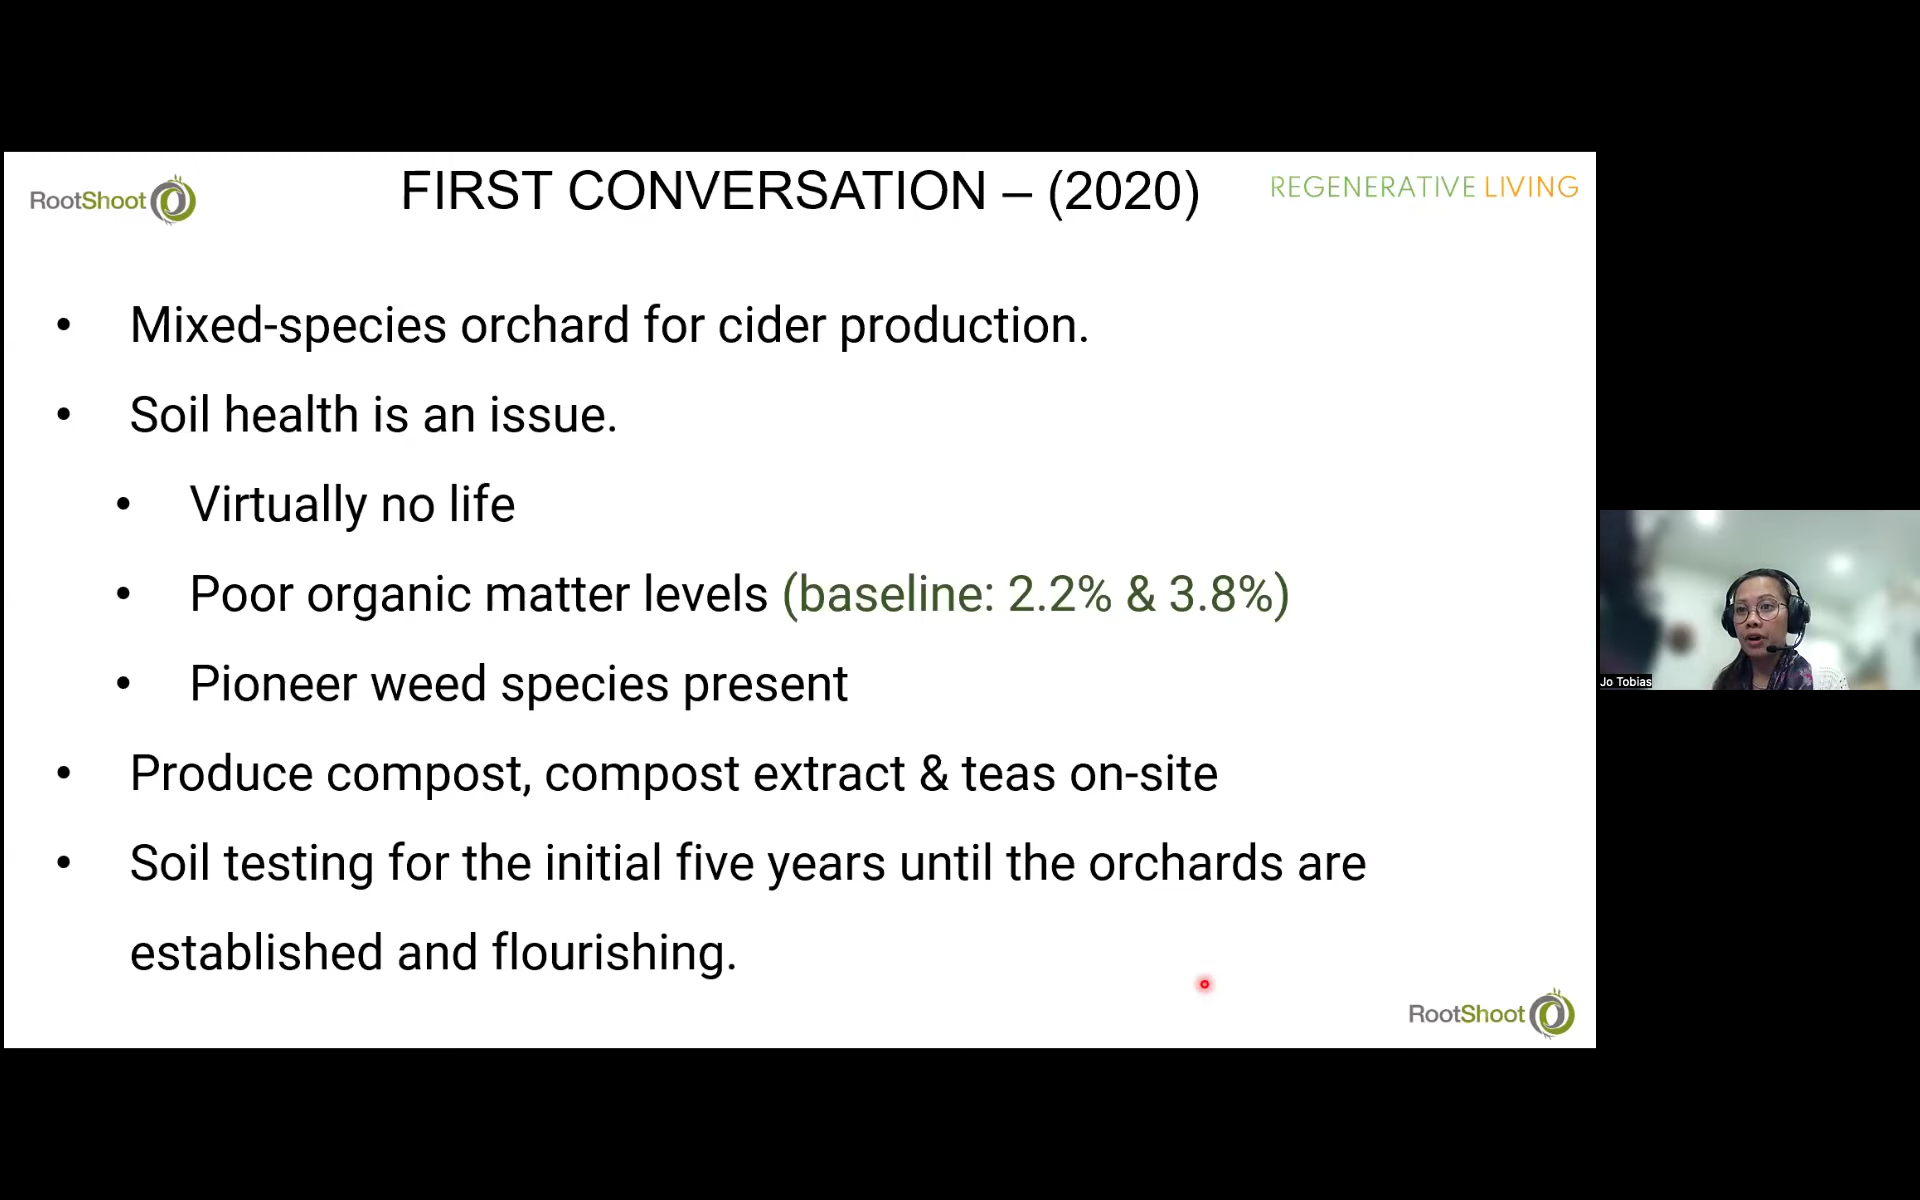 RootShoot
FIRST CONVERSATION – (2020)
REGENERATIVE LIVING
• Mixed-species orchard for cider production.
• Soil health is an issue.
• Virtually no life
• Poor organic matter levels (baseline: 2.2% & 3.8%)
• Pioneer weed species present
• Produce compost, compost extract & teas on-site
• Soil testing for the initial five years until the orchards are
established and flourishing.
RootShoot
Jo Tobias